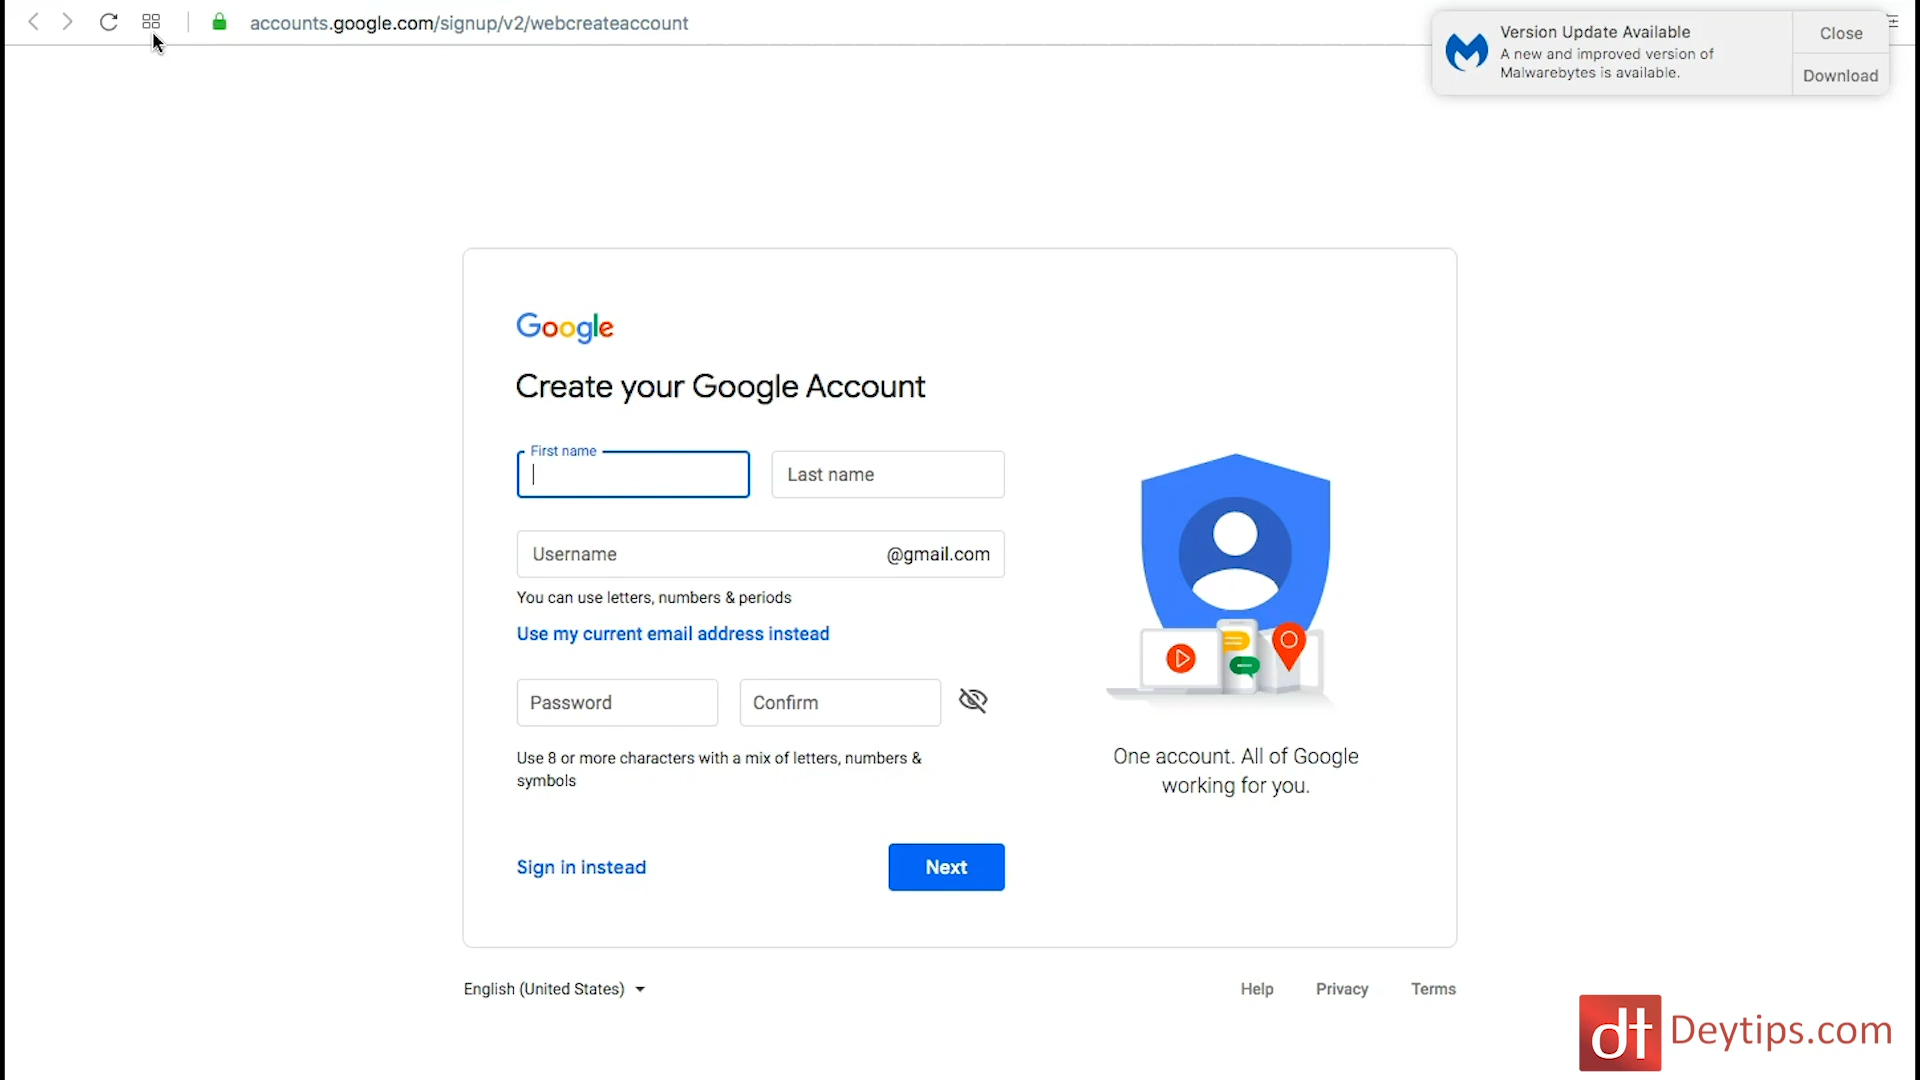 accounts.google.com/signup/v2/webcreateaccount
Version Update Available
A new and improved version of
Malwarebytes is available.
Close
Download
Google
Create your Google Account
First name
Last name
Username
@gmail.com
You can use letters, numbers & periods
Use my current email address instead
Password
Confirm
Use 8 or more characters with a mix of letters, numbers &
symbols
Sign in instead
Next
One account. All of Google
working for you.
English (United States)
Help
Privacy
Terms
dt Deytips.com